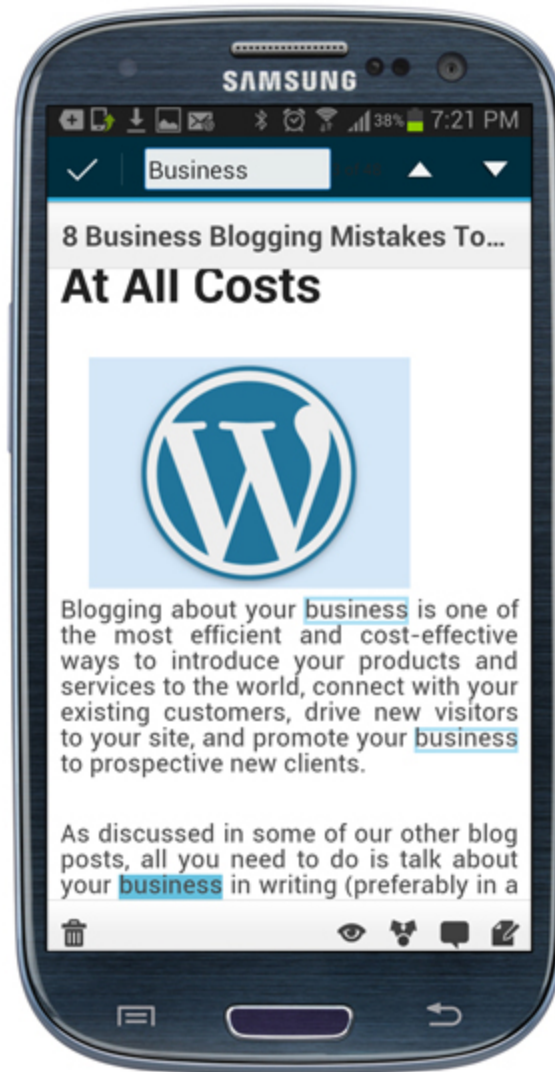 SAMSUNG
38% 7:21 PM
Business
8 Business Blogging Mistakes To...
At All Costs
W
Blogging about your business is one of
the most efficient and cost-effective
ways to introduce your products and
services to the world, connect with your
existing customers, drive new visitors
to your site, and promote your business
to prospective new clients.
As discussed in some of our other blog
posts, all you need to do is talk about
your business in writing (preferably in a